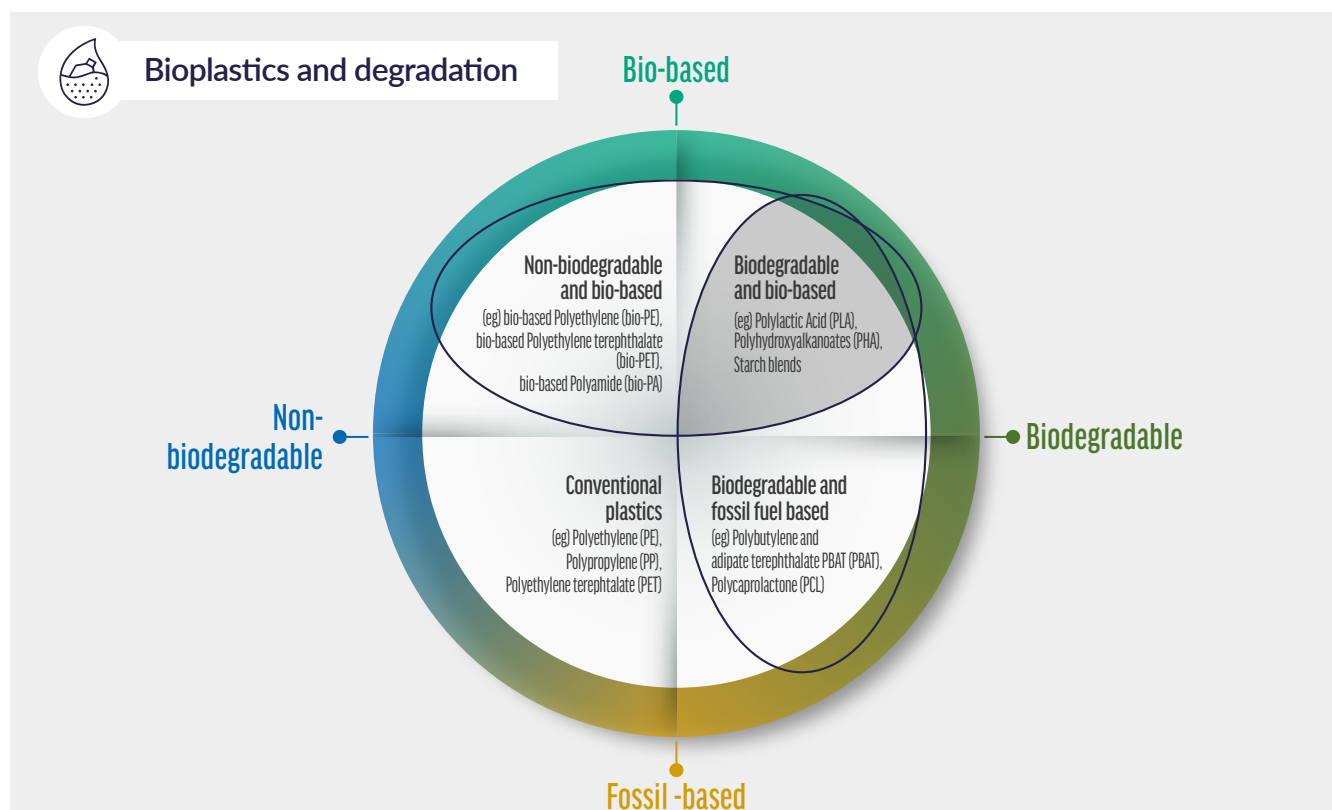 Bioplastics and degradation
Bio-based
Non-biodegradable
and bio-based
(eg) bio-based Polyethylene (bio-PE),
bio-based Polyethylene terephthalate
(bio-PET),
bio-based Polyamide (bio-PA)
Biodegradable
and bio-based
(eg) Polylactic Acid (PLA),
Polyhydroxyalkanoates (PHA),
Starch blends
Non-
biodegradable
Biodegradable
Conventional
plastics
(eg) Polyethylene (PE),
Polypropylene (PP),
Polyethylene terephtalate (PET)
Biodegradable and
fossil fuel based
(eg) Polybutylene and
adipate terephthalate PBAT (PBAT),
Polycaprolactone (PCL)
Fossil -based